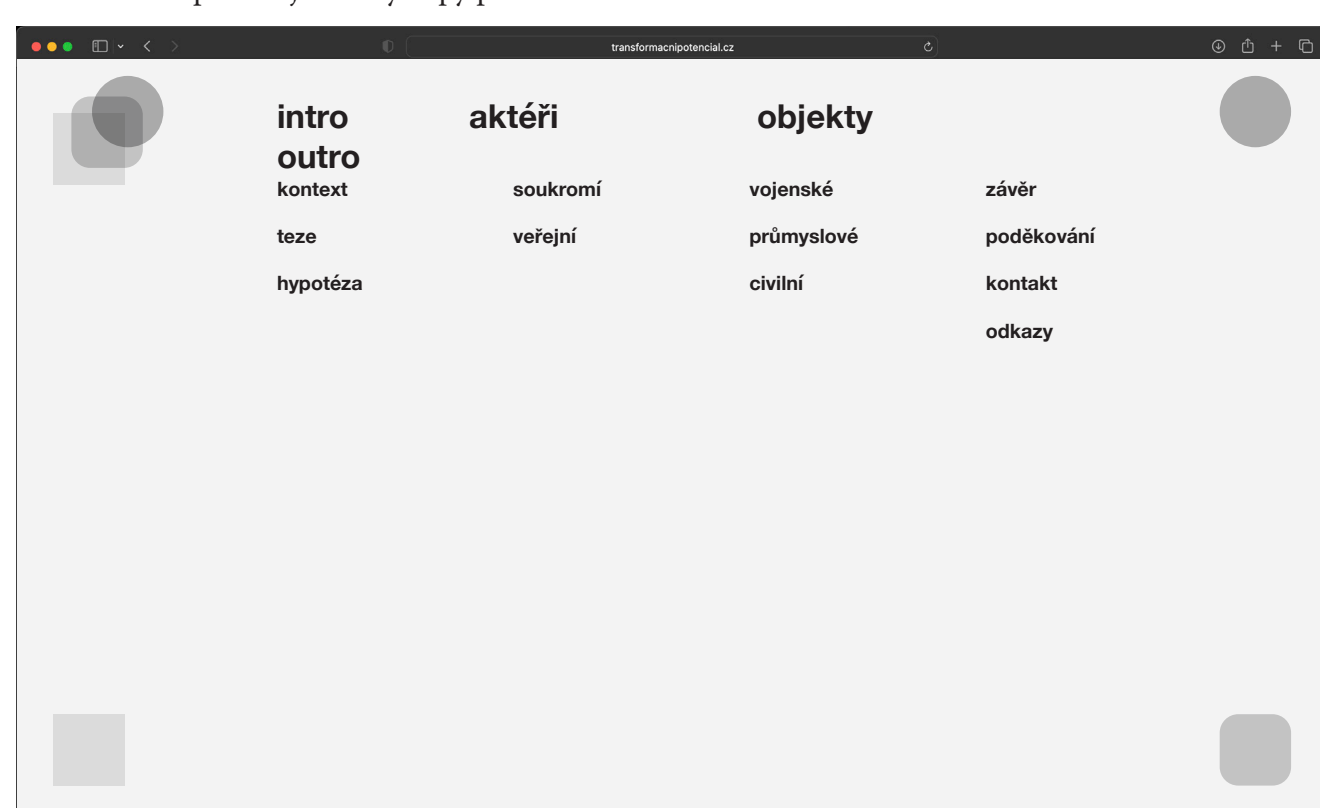 transformacnipotencial.cz
intro aktéři objekty
outro
kontext soukromí vojenské závěr
teze veřejní průmyslové poděkování
hypotéza civilní kontakt
odkazy